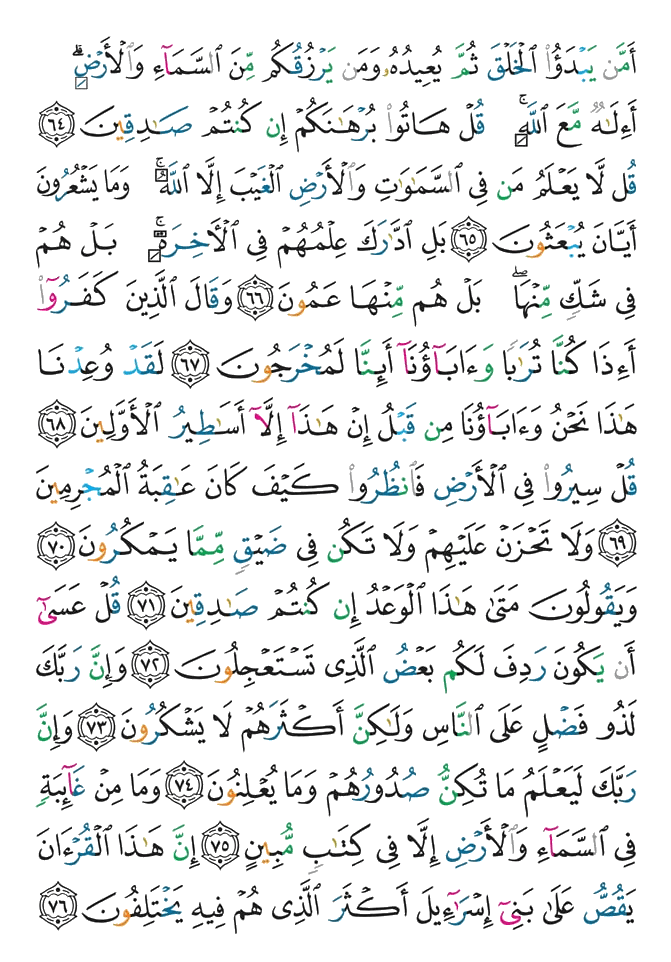 أَمَّن يَبْدَؤُا۟ ٱلْخَلْقَ ثُمَّ يُعِيدُهُۥ وَمَن يَرْزُقُكُم مِّنَ ٱلسَّمَآءِ وَٱلْأَرْضِ ۗ
أَءِلَـٰهٌ مَّعَ ٱللَّهِ ۚ قُلْ هَاتُوا۟ بُرْهَـٰنَكُمْ إِن كُنتُمْ صَـٰدِقِينَ ٦٤
قُل لَّا يَعْلَمُ مَن فِى ٱلسَّمَـٰوَٰتِ وَٱلْأَرْضِ ٱلْغَيْبَ إِلَّا ٱللَّهُ ۚ وَمَا يَشْعُرُونَ
أَيَّانَ يُبْعَثُونَ ٦٥ بَلِ ٱدَّٰرَكَ عِلْمُهُمْ فِى ٱلْـَٔاخِرَةِ ۚ بَلْ هُمْ
فِى شَكٍّ مِّنْهَا ۖ بَلْ هُم مِّنْهَا عَمُونَ ٦٦ وَقَالَ ٱلَّذِينَ كَفَرُوٓا۟
أَءِذَا كُنَّا تُرَٰبًا وَءَابَآؤُنَآ أَئِنَّا لَمُخْرَجُونَ ٦٧ لَقَدْ وُعِدْنَا
هَـٰذَا نَحْنُ وَءَابَآؤُنَا مِن قَبْلُ إِنْ هَـٰذَآ إِلَّآ أَسَـٰطِيرُ ٱلْأَوَّلِينَ ٦٨
قُلْ سِيرُوا۟ فِى ٱلْأَرْضِ فَٱنظُرُوا۟ كَيْفَ كَانَ عَـٰقِبَةُ ٱلْمُجْرِمِينَ
٦٩ وَلَا تَحْزَنْ عَلَيْهِمْ وَلَا تَكُن فِى ضَيْقٍ مِّمَّا يَمْكُرُونَ ٧٠
وَيَقُولُونَ مَتَىٰ هَـٰذَا ٱلْوَعْدُ إِن كُنتُمْ صَـٰدِقِينَ ٧١ قُلْ عَسَىٰٓ
أَن يَكُونَ رَدِفَ لَكُم بَعْضُ ٱلَّذِى تَسْتَعْجِلُونَ ٧٢ وَإِنَّ رَبَّكَ
لَذُو فَضْلٍ عَلَى ٱلنَّاسِ وَلَـٰكِنَّ أَكْثَرَهُمْ لَا يَشْكُرُونَ ٧٣ وَإِنَّ
رَبَّكَ لَيَعْلَمُ مَا تُكِنُّ صُدُورُهُمْ وَمَا يُعْلِنُونَ ٧٤ وَمَا مِنْ غَآئِبَةٍ
فِى ٱلسَّمَآءِ وَٱلْأَرْضِ إِلَّا فِى كِتَـٰبٍ مُّبِينٍ ٧٥ إِنَّ هَـٰذَا ٱلْقُرْءَانَ
يَقُصُّ عَلَىٰ بَنِىٓ إِسْرَٰٓءِيلَ أَكْثَرَ ٱلَّذِى هُمْ فِيهِ يَخْتَلِفُونَ ٧٦